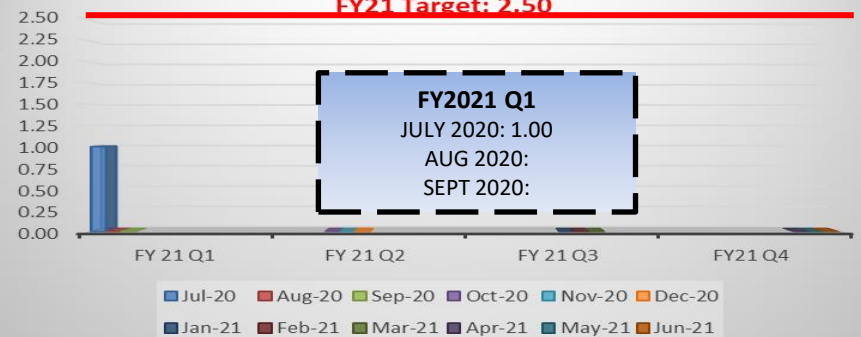 FY21 Target: 2.50
2.50
2.25
2.00
1.75
1.50
1.25
1.00
0.75
0.50
0.25
0.00
FY2021 Q1
JULY 2020: 1.00
AUG 2020:
SEPT 2020:
FY 21 Q1 FY 21 Q2 FY 21 Q3 FY21 Q4
Jul-20 Aug-20 Sep-20 Oct-20 Nov-20 Dec-20
Jan-21 Feb-21 Mar-21 Apr-21 May-21 Jun-21